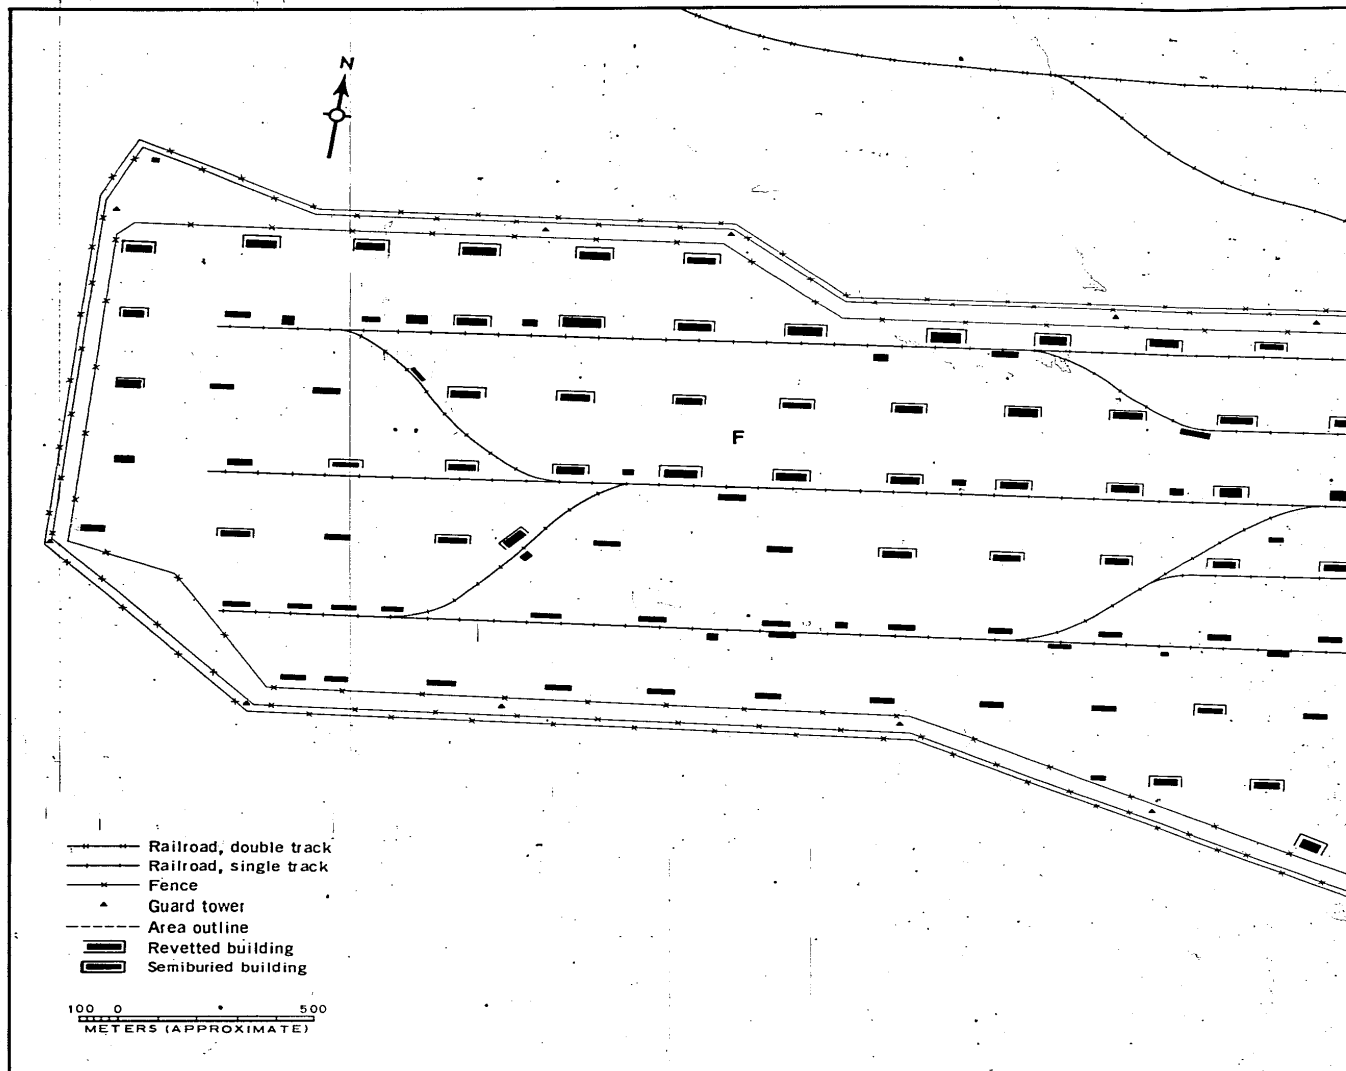 N
F
Railroad, double track
Railroad, single track
Fence
Guard tower
Area outline
Revetted building
Semiburied building
100 0 500
METERS (APPROXIMATE)